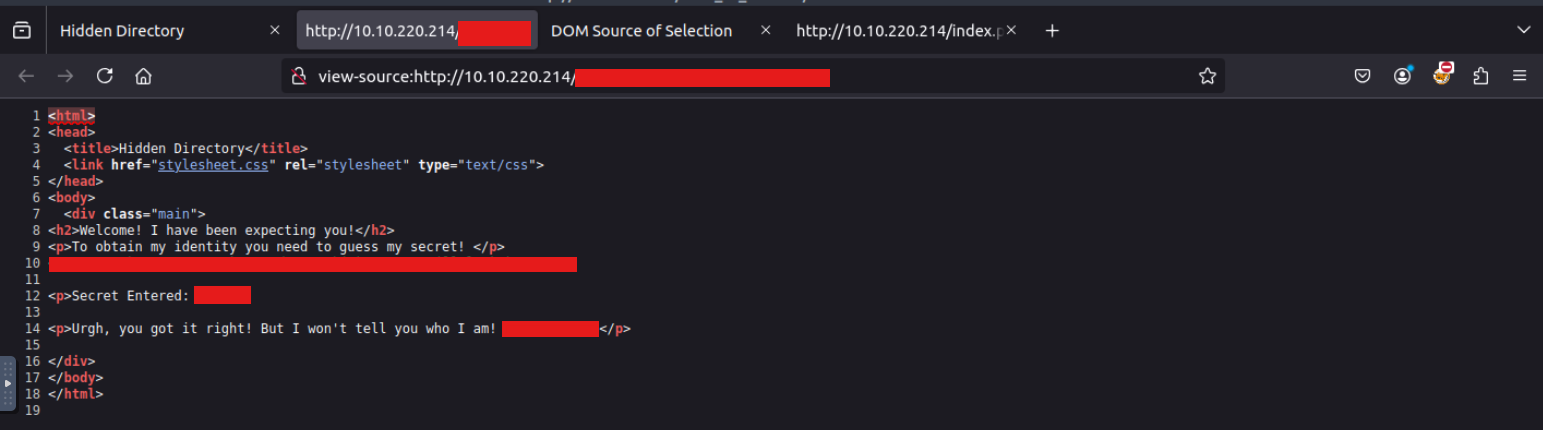 Hidden Directory
http://10.10.220.214/
DOM Source of Selection
http://10.10.220.214/index.p
view-source:http://10.10.220.214/
1 <html>
2 <head>
3 <title>Hidden Directory</title>
4 <link href="stylesheet.css" rel="stylesheet" type="text/css">
5 </head>
6 <body>
7 <div class="main">
8 <h2>Welcome! I have been expecting you!</h2>
9 <p>To obtain my identity you need to guess my secret! </p>
10
11
12 <p>Secret Entered:
13
14 <p>Urgh, you got it right! But I won't tell you who I am! </p>
15
16 </div>
17 </body>
18 </html>
19